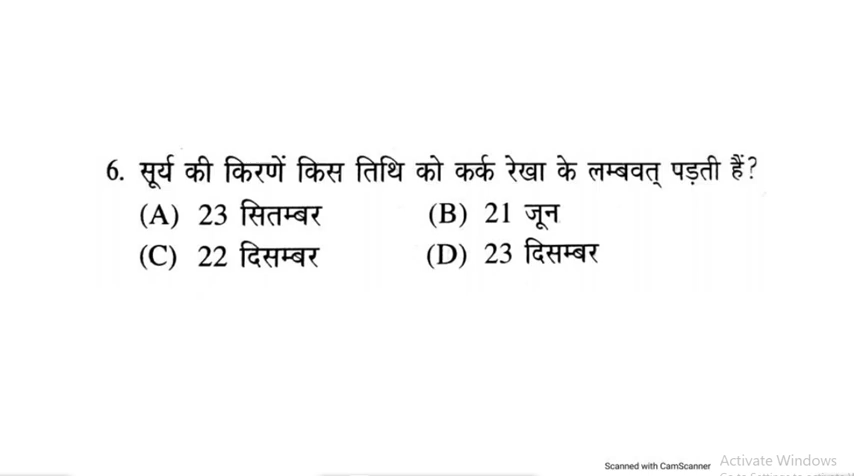 6. सूर्य की किरणें किस तिथि को कर्क रेखा के लम्बवत् पड़ती हैं?
(A) 23 सितम्बर (B) 21 जून
(C) 22 दिसम्बर (D) 23 दिसम्बर
Scanned with CamScanner
Activate Windows